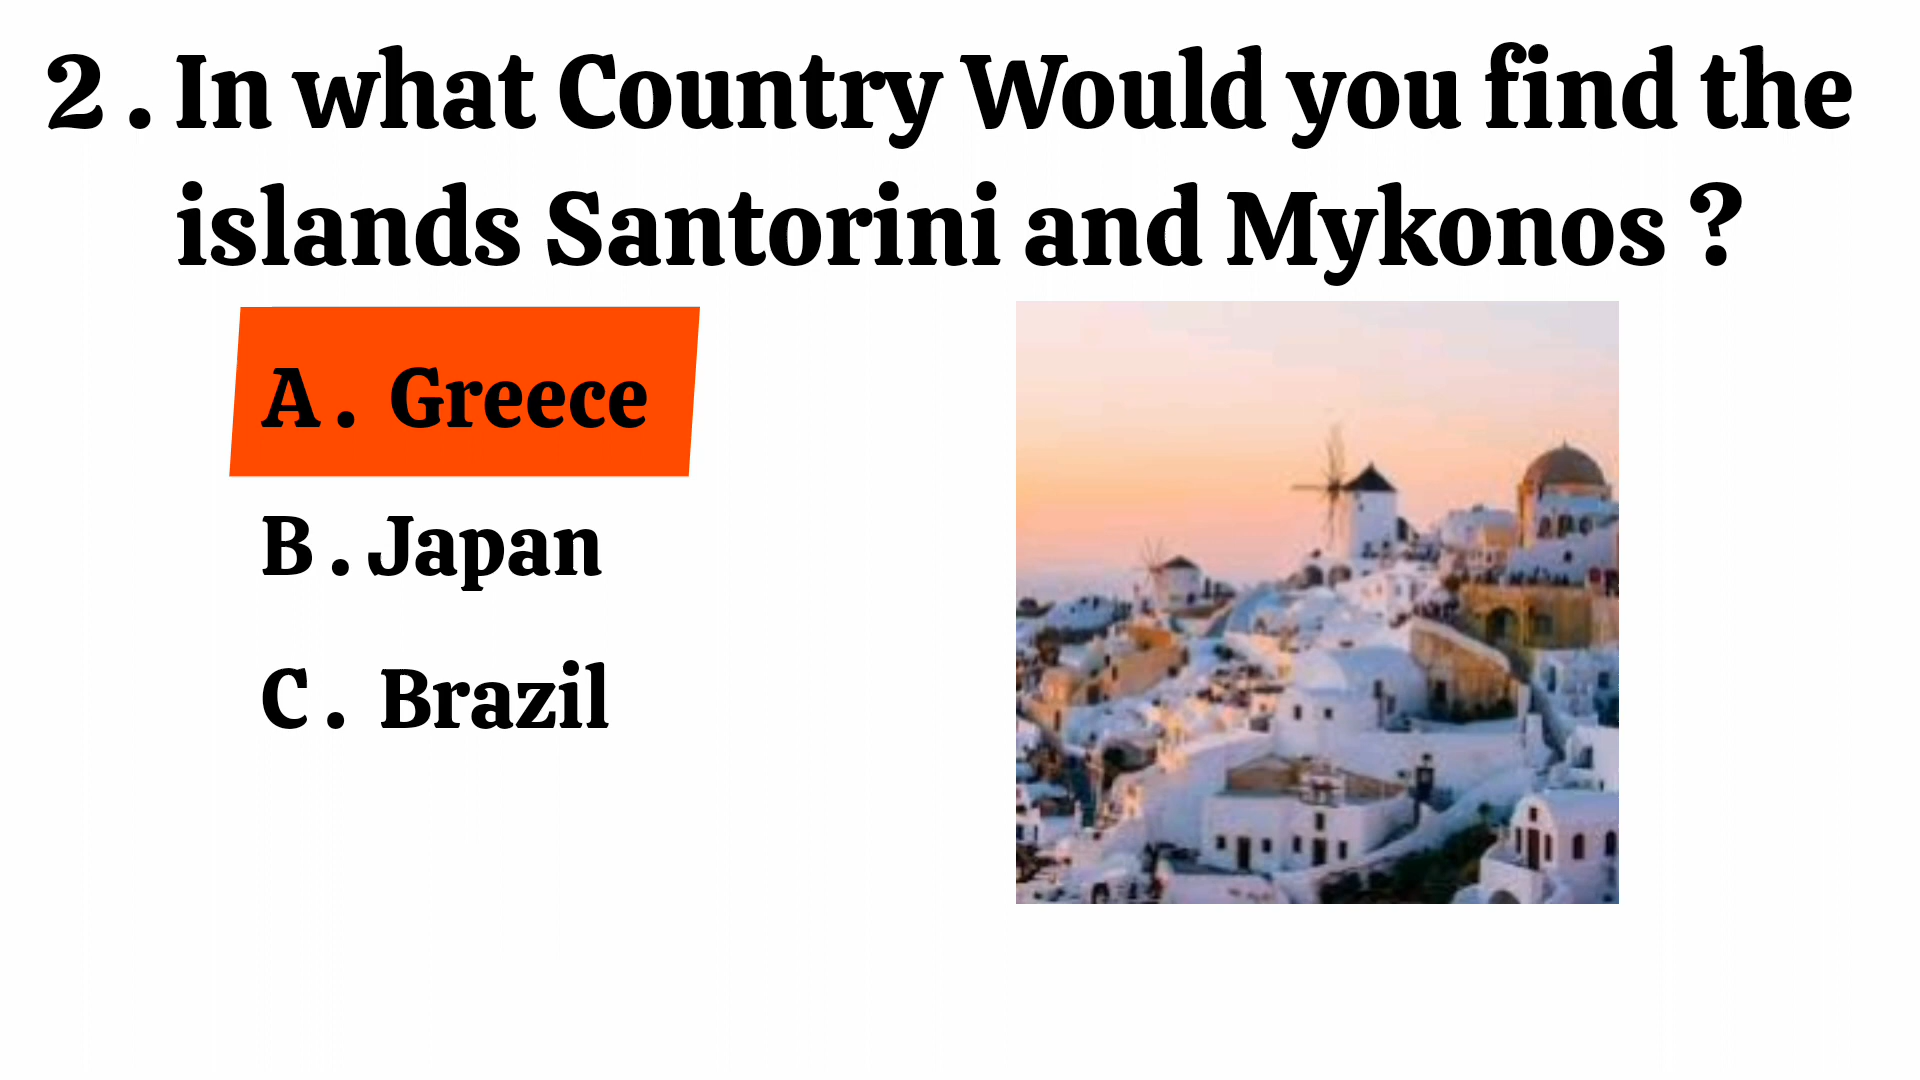 2 . In what Country Would you find the
islands Santorini and Mykonos ?
A . Greece
B . Japan
C . Brazil